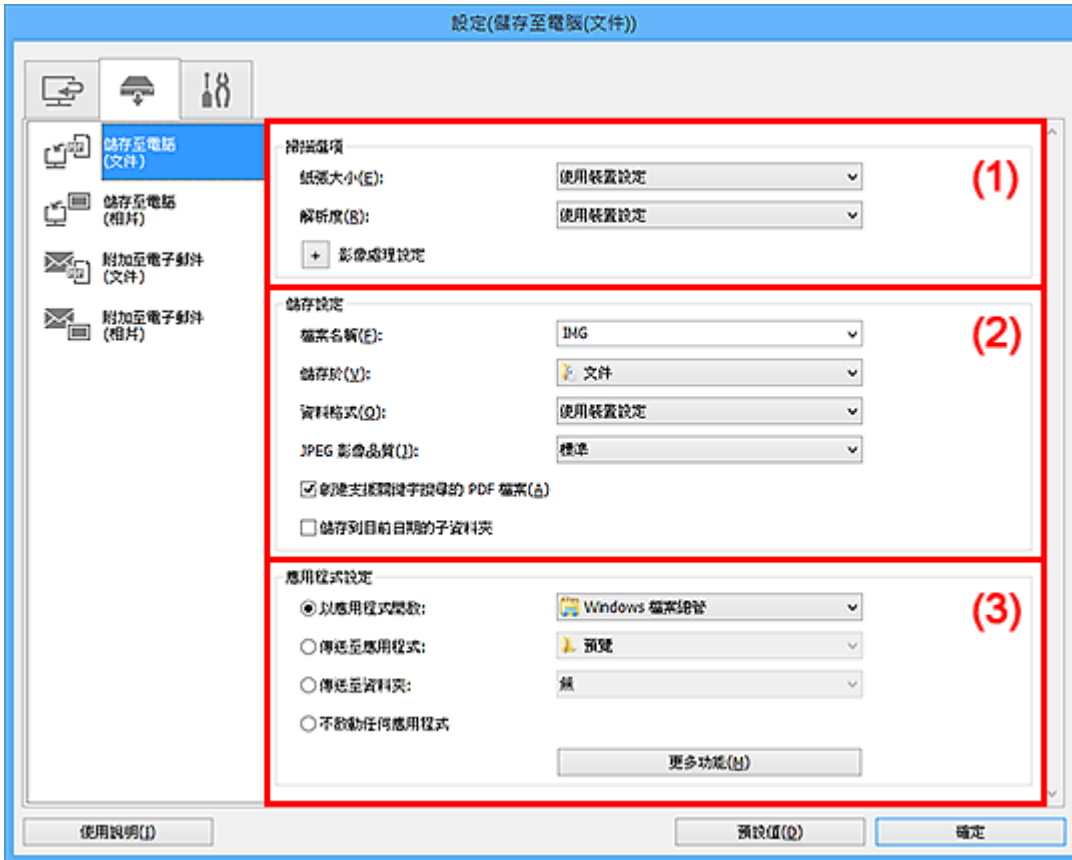 設定(儲存至電腦(文件))
儲存至電腦
(文件)
儲存至電腦
(相片)
附加至電子郵件
(文件)
附加至電子郵件
(相片)
掃描選項
(1)
紙張大小(E):
使用裝置設定
解析度(R):
使用裝置設定
+ 影像處理設定
儲存設定
(2)
檔案名稱(F):
IMG
儲存於(V):
文件
資料格式(O):
使用裝置設定
JPEG 影像品質(J):
標準
創建支援關鍵字搜尋的 PDF 檔案(A)
儲存到目前日期的子資料夾
應用程式設定
(3)
以應用程式開啟:
Windows 檔案總管
傳送至應用程式:
預覽
傳送至資料夾:
無
不啟動任何應用程式
更多功能(M)
使用說明(I)
預設值(D)
確定